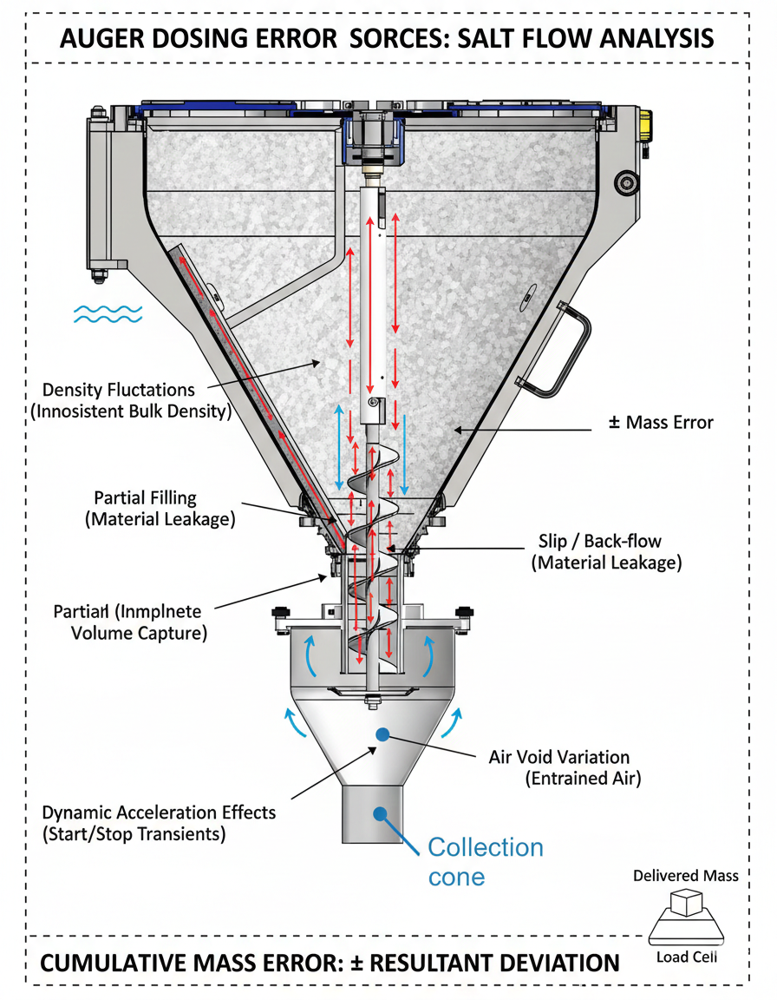 AUGER DOSING ERROR SORCES: SALT FLOW ANALYSIS
Density Fluctations
(Innosistent Bulk Density)
± Mass Error
Partial Filling
(Material Leakage)
Slip / Back-flow
(Material Leakage)
Partial (Inmplnete
Volume Capture)
Air Void Variation
(Entrained Air)
Dynamic Acceleration Effects
(Start/Stop Transients)
Collection
cone
Delivered Mass
Load Cell
CUMULATIVE MASS ERROR: ± RESULTANT DEVIATION